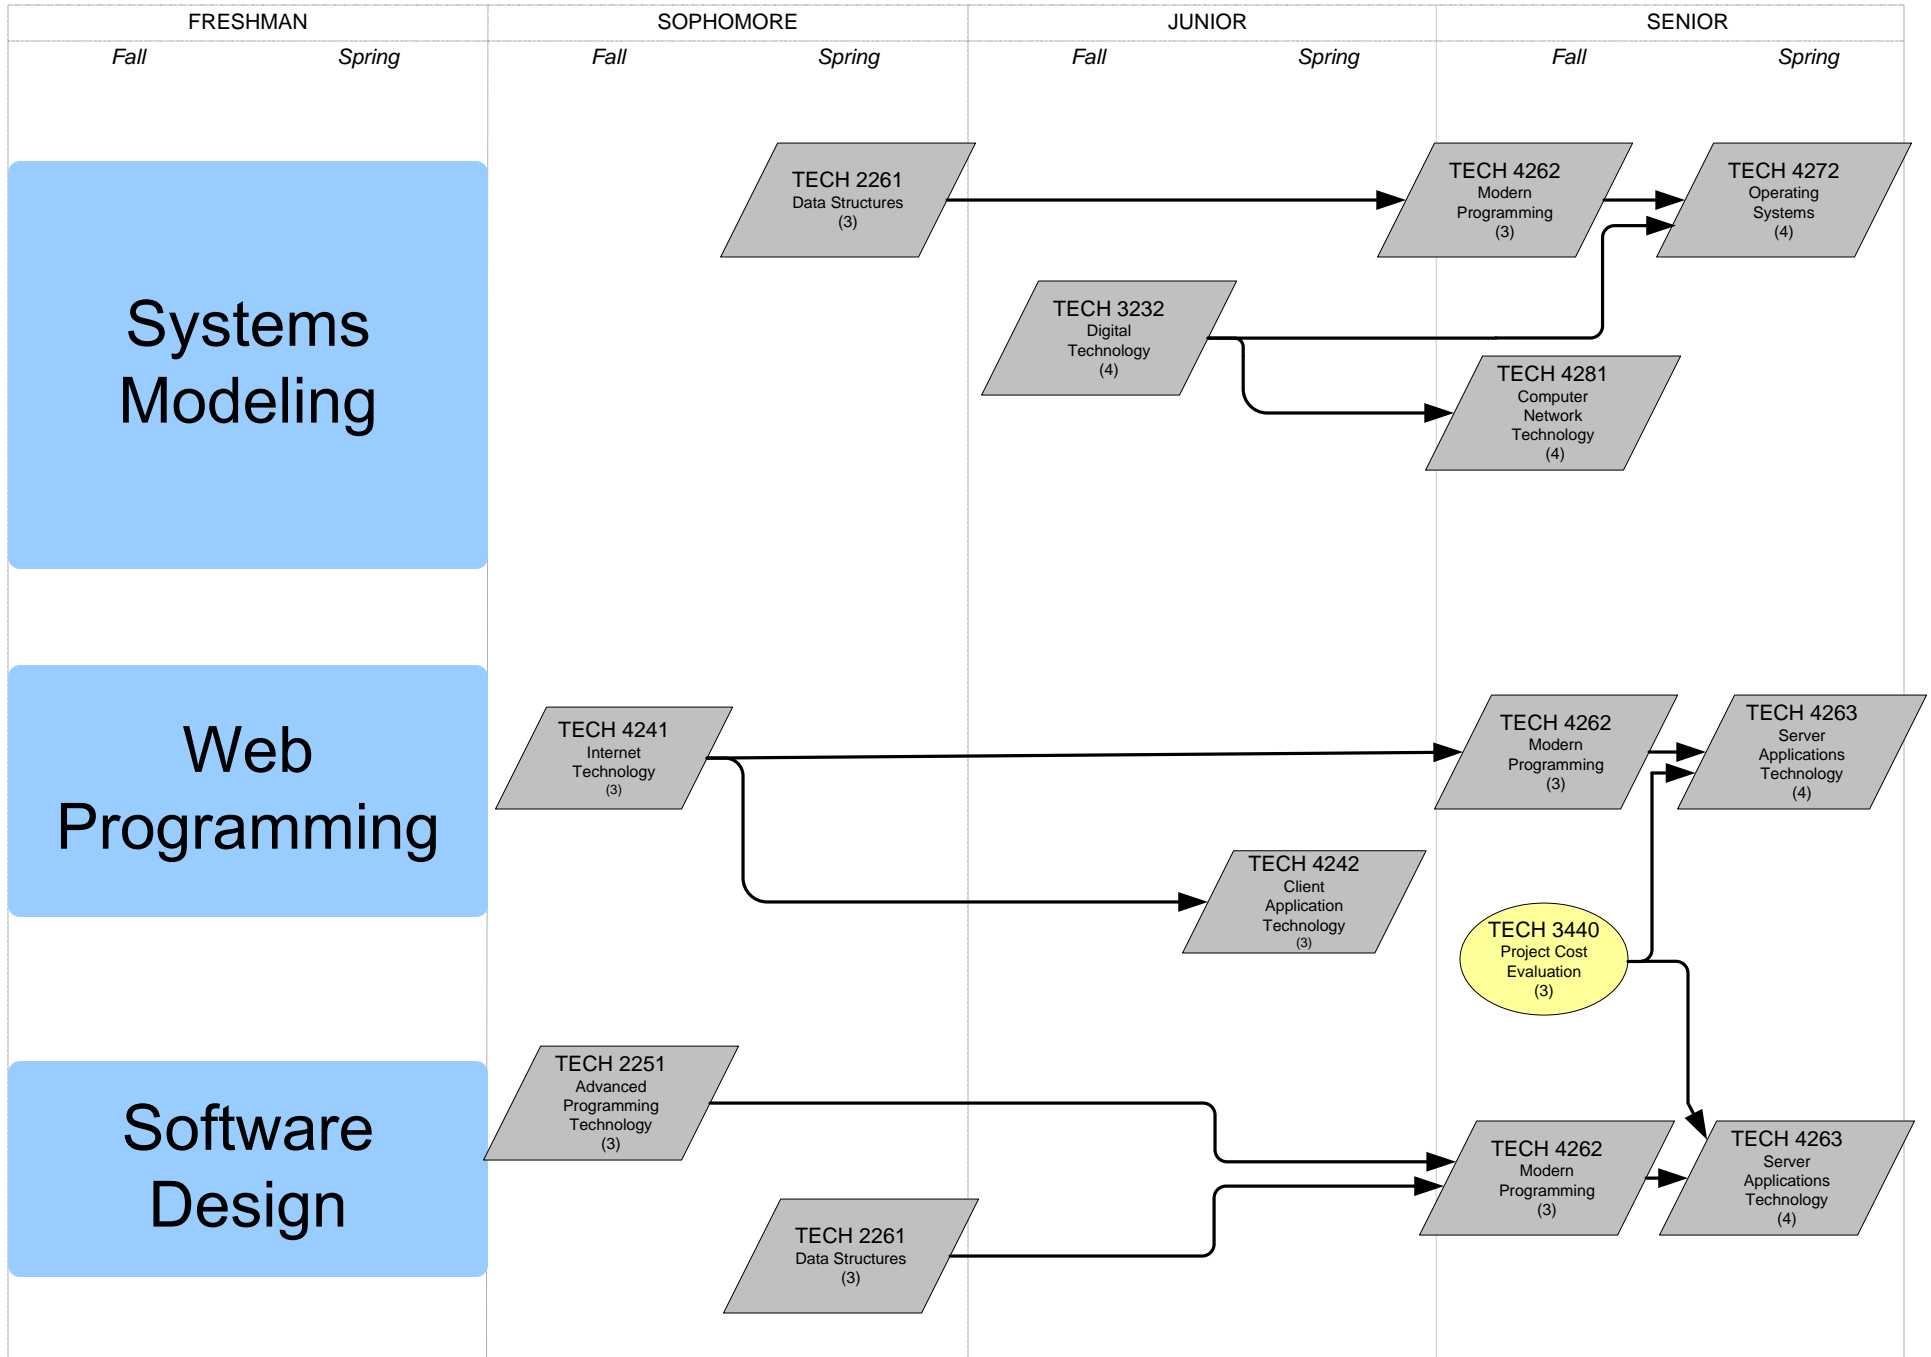 FRESHMAN
SOPHOMORE
JUNIOR
SENIOR
Fall
Spring
Fall
Spring
Fall
Spring
Fall
Spring
Systems
Modeling
TECH 2261
Data Structures
(3)
TECH 4262
Modern
Programming
(3)
TECH 4272
Operating
Systems
(4)
TECH 3232
Digital
Technology
(4)
TECH 4281
Computer
Network
Technology
(4)
Web
Programming
TECH 4241
Internet
Technology
(3)
TECH 4262
Modern
Programming
(3)
TECH 4263
Server
Applications
Technology
(4)
TECH 4242
Client
Application
Technology
(3)
TECH 3440
Project Cost
Evaluation
(3)
Software
Design
TECH 2251
Advanced
Programming
Technology
(3)
TECH 4262
Modern
Programming
(3)
TECH 4263
Server
Applications
Technology
(4)
TECH 2261
Data Structures
(3)